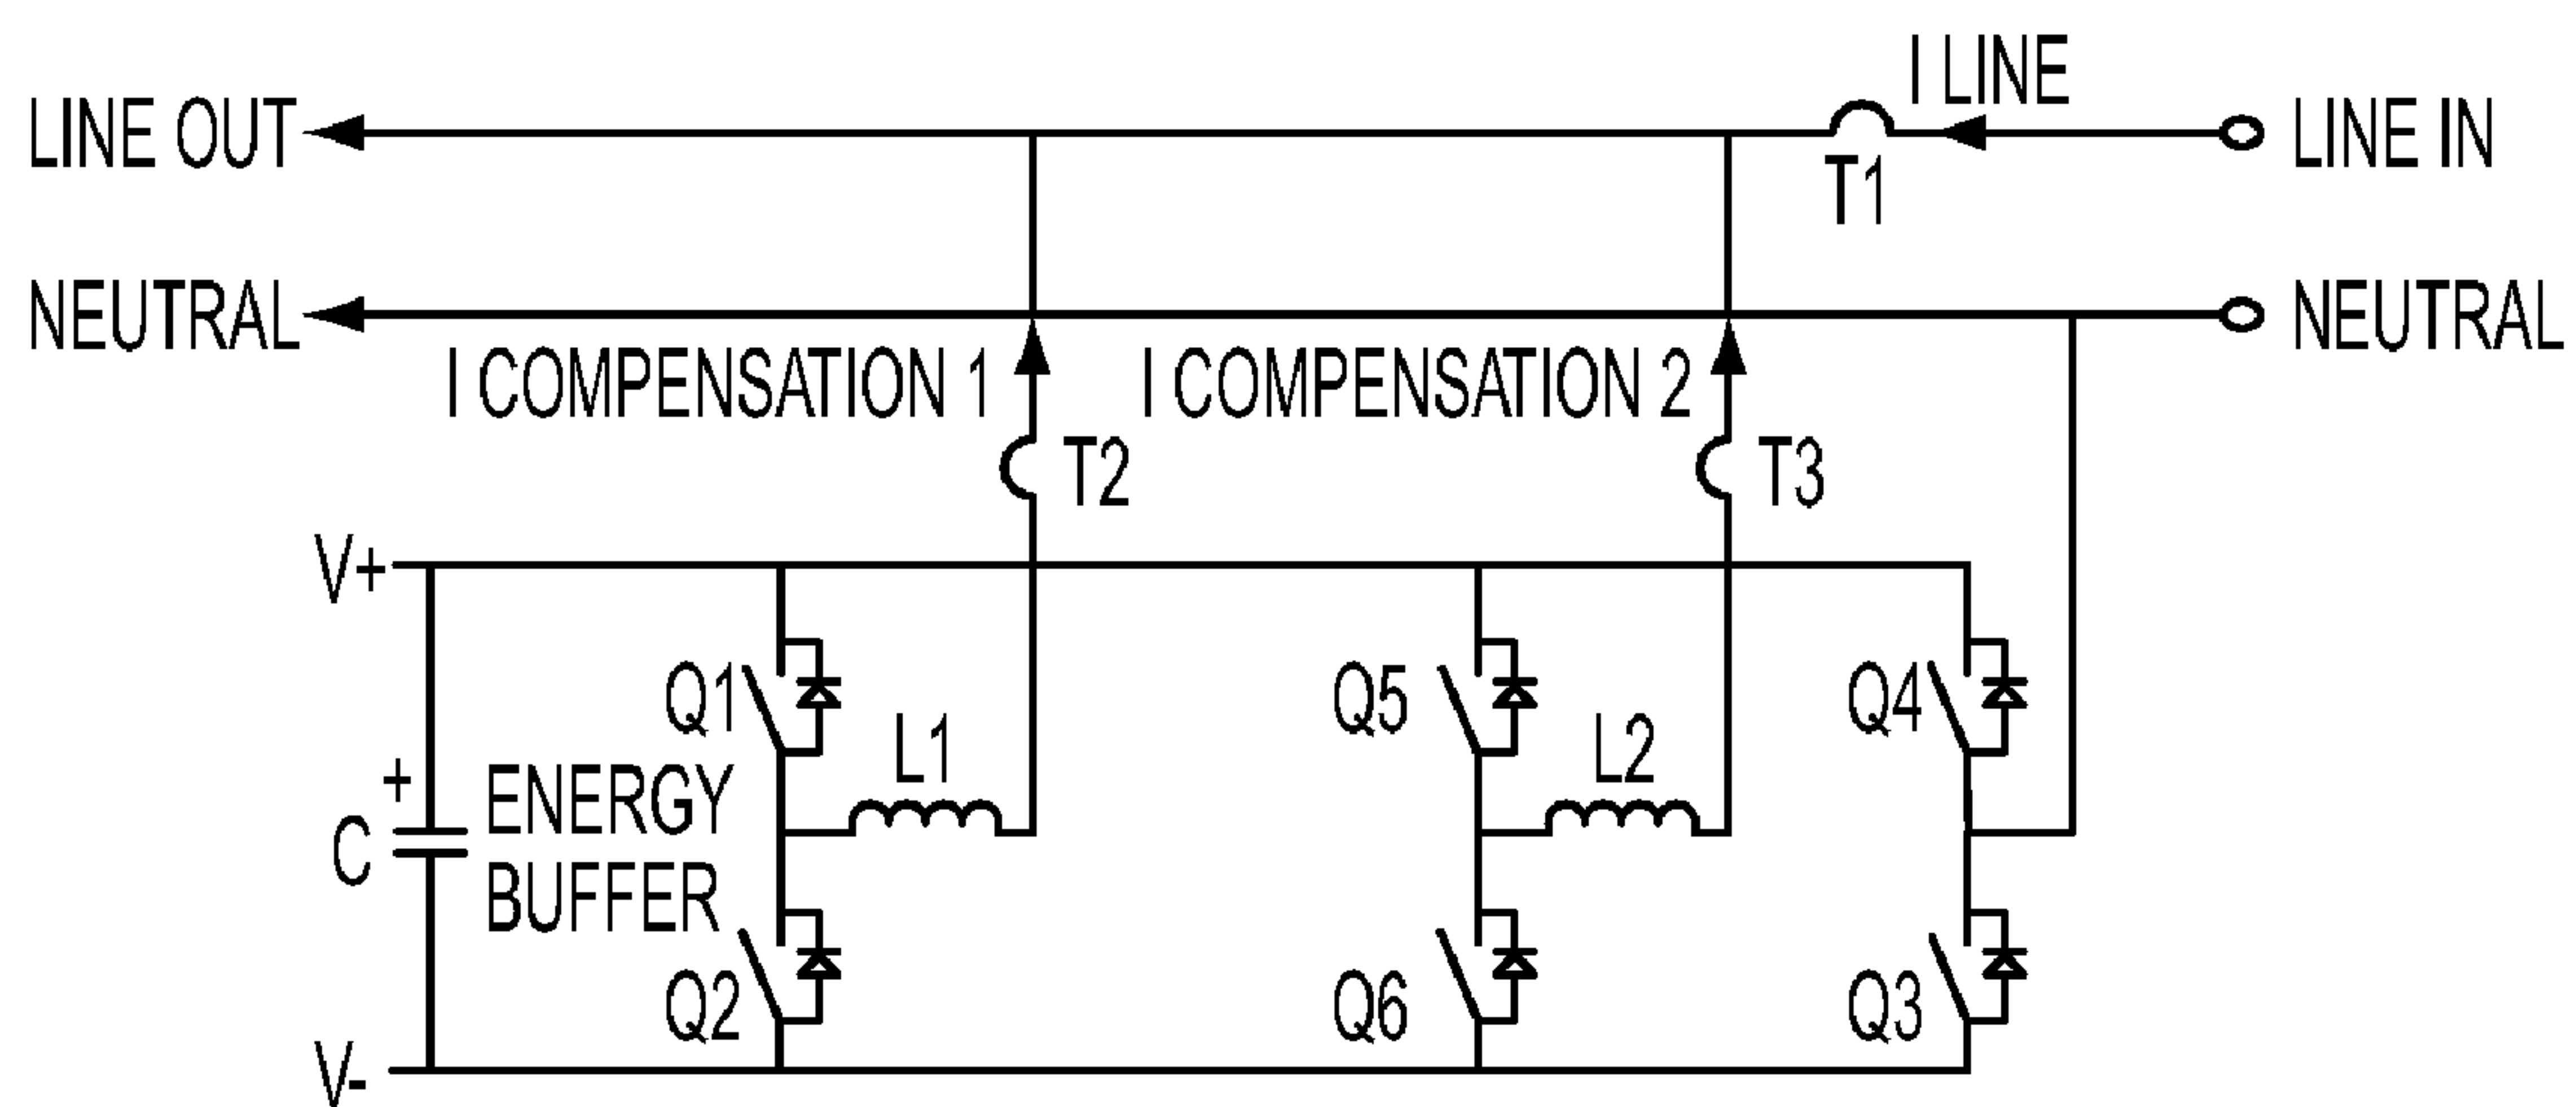 I LINE
LINE OUT
LINE IN
T1
NEUTRAL
NEUTRAL
I COMPENSATION 1
I COMPENSATION 2
T2
T3
V+
Q1
Q5
Q4
L1
L2
+
C
ENERGY
BUFFER
Q2
Q6
Q3
V-